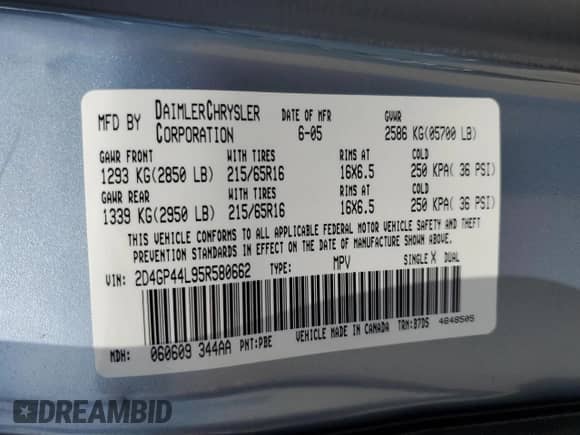 MFD BY DAIMLERCHRYSLER CORPORATION DATE OF MFR 6-05 GVWR 2586 KG(05700 LB)
GAWR FRONT WITH TIRES RIMS AT COLD
1293 KG(2850 LB) 215/65R16 16X6.5 250 KPA( 36 PSI)
GAWR REAR WITH TIRES RIMS AT COLD
1339 KG(2950 LB) 215/65R16 16X6.5 250 KPA( 36 PSI)
THIS VEHICLE CONFORMS TO ALL APPLICABLE FEDERAL MOTOR VEHICLE SAFETY AND THEFT
PREVENTION STANDARDS IN EFFECT ON THE DATE OF MANUFACTURE SHOWN ABOVE.
VIN: 2D4GP44L95R580662 TYPE: MPV SINGLE X DUAL
VEHICLE MADE IN CANADA TRN:B7D5 4848505
MDH: 060609 344AA PNT:PBE
DREAMBID